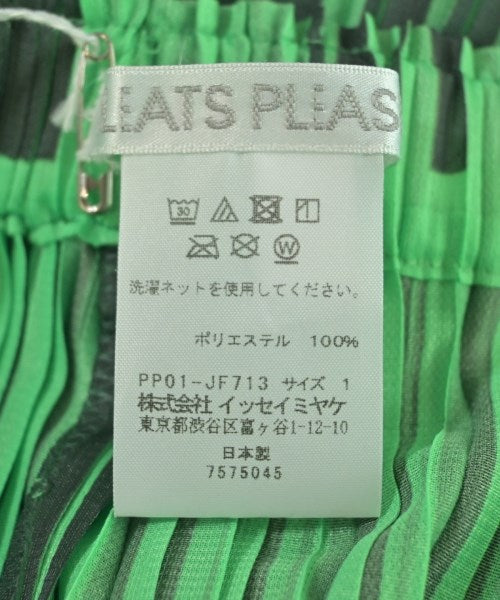 LEATS PLEAS
30
W
洗濯ネットを使用してください。
ポリエステル 100%
PP01-JF713 サイズ 1
株式会社 イッセイミヤケ
東京都渋谷区富ヶ谷1-12-10
日本製
7575045